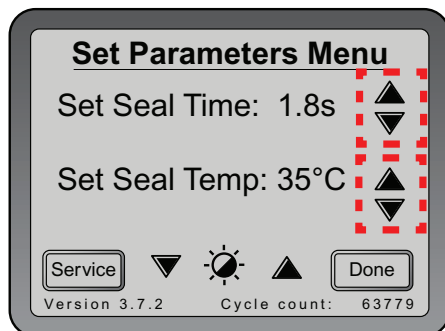 Set Parameters Menu
Set Seal Time: 1.8s
Set Seal Temp: 35°C
Service Done
Version 3.7.2 Cycle count: 63779